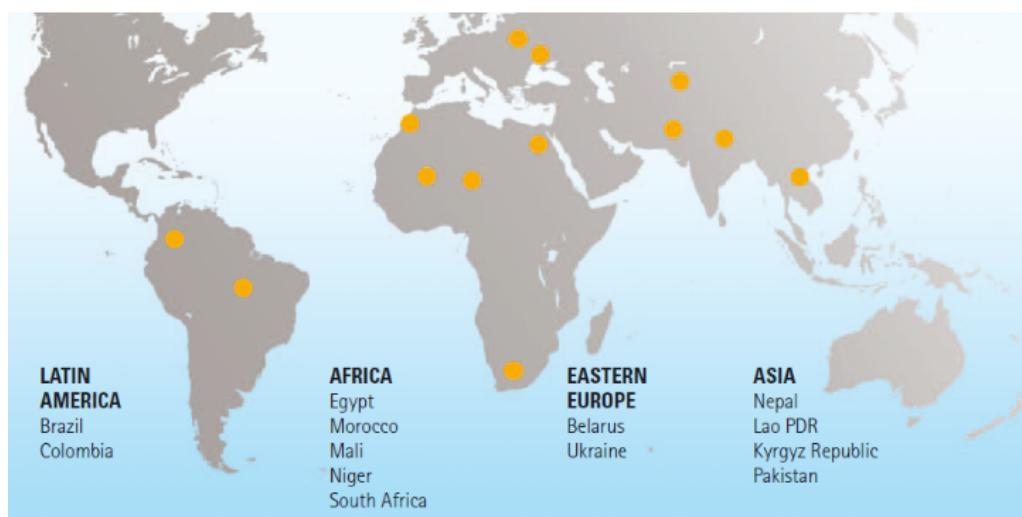 LATIN
AMERICA
Brazil
Colombia
AFRICA
Egypt
Morocco
Mali
Niger
South Africa
EASTERN
EUROPE
Belarus
Ukraine
ASIA
Nepal
Lao PDR
Kyrgyz Republic
Pakistan